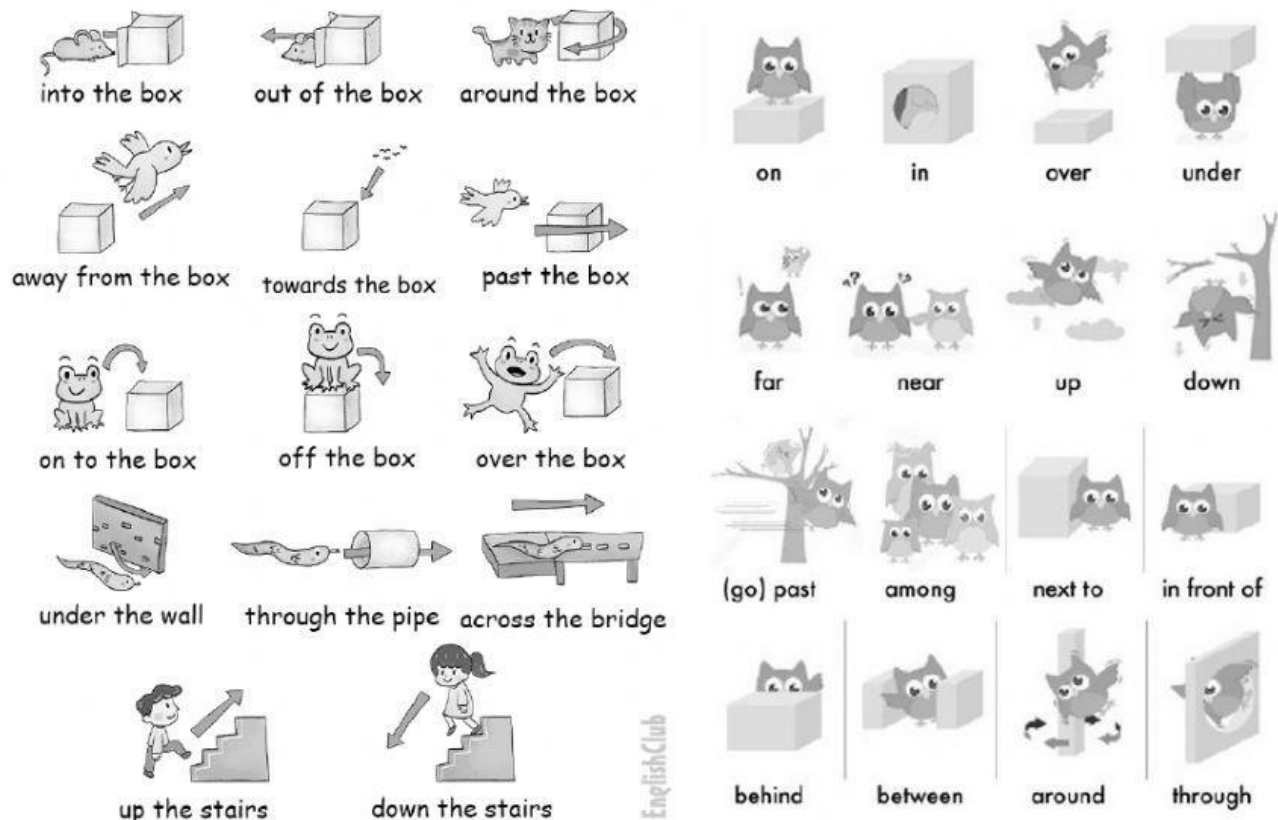 into the box
out of the box
around the box
away from the box
towards the box
past the box
on to the box
off the box
over the box
under the wall
through the pipe
across the bridge
up the stairs
down the stairs
EnglishClub
on
in
over
under
far
near
up
down
(go) past
among
next to
in front of
behind
between
around
through